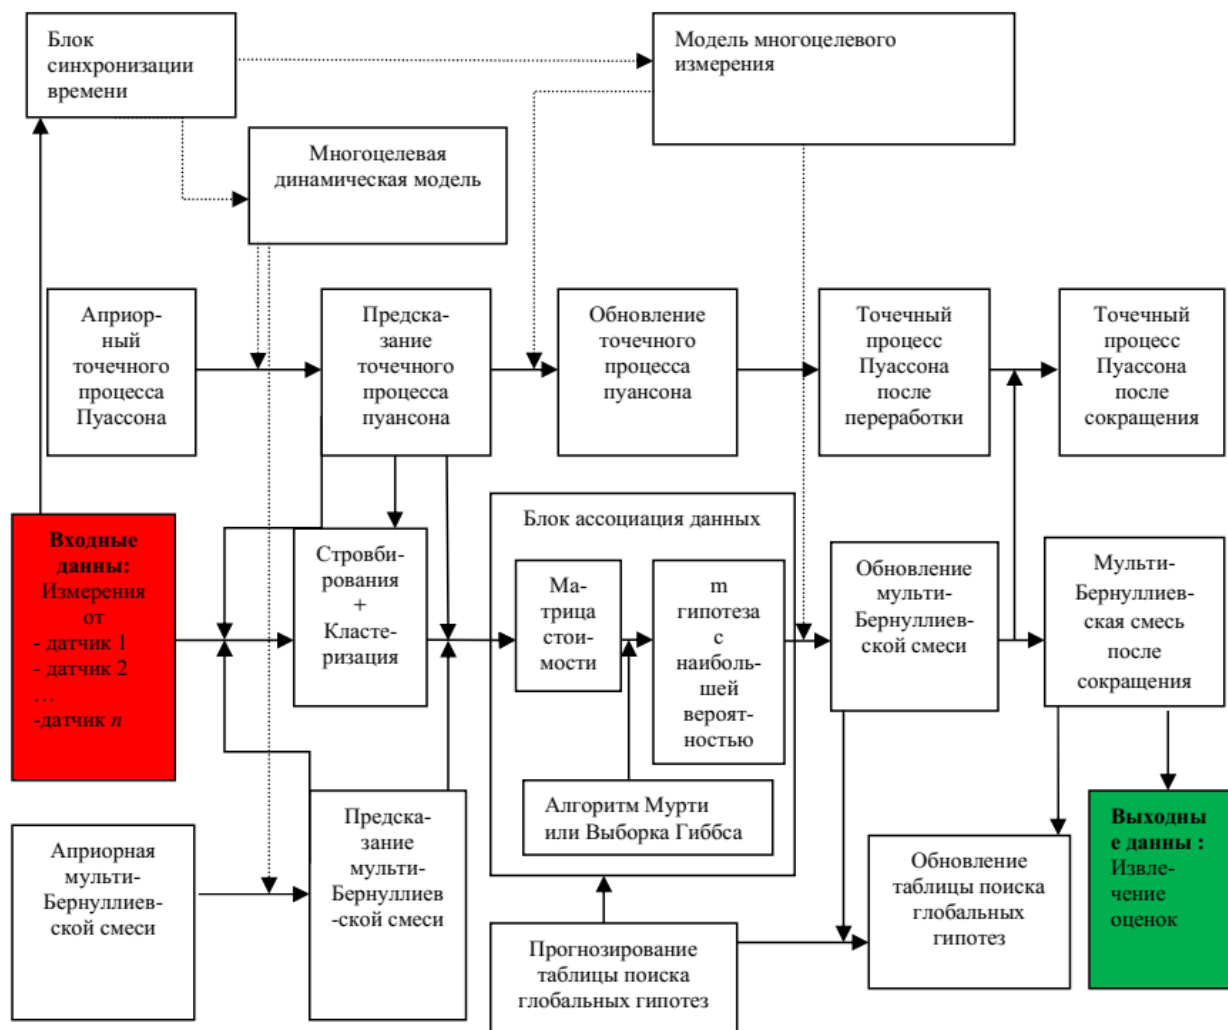 Блок
синхронизации
времени
Модель многоцелевого
измерения
Многоцелевая
динамическая модель
Априор-
ный
точечного
процесса
Пуассона
Предска-
зание
точечного
процесса
пуансона
Обновление
точечного
процесса
пуансона
Точечный
процесс
Пуассона
после
переработки
Точечный
процесс
Пуассона
после
сокращения
Входные
данны:
Измерения
от
- датчик 1
- датчик 2
…
-датчик n
Стровби-
рования
+
Класте-
ризация
Блок ассоциация данных
Ма-
трица
стои-
мости
m
гипотеза
с
наиболь-
шей
вероят-
ностью
Алгоритм Мурти
или Выборка Гиббса
Обновление
мульти-
Бернуллиев-
ской смеси
Мульти-
Бернуллиев-
ская смесь
после
сокращения
Априорная
мульти-
Бернуллиев-
ской смеси
Предска-
зание
мульти-
Бернуллиев
-ской смеси
Прогнозирование
таблицы поиска
глобальных гипотез
Обновление
таблицы поиска
глобальных
гипотез
Выходны
е данны :
Извле-
чение
оценок